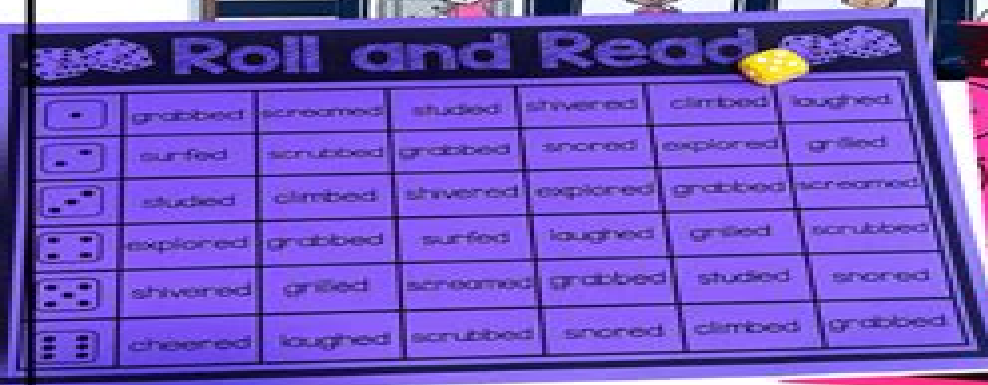 Roll and Read
grabbed screamed studied shivered climbed laughed
surfed scrubbed grabbed snored explored grilled
studied climbed shivered explored grabbed screamed
explored grabbed surfed laughed grilled scrubbed
shivered grilled screamed grabbed studied snored
cheered laughed scrubbed snored climbed grabbed